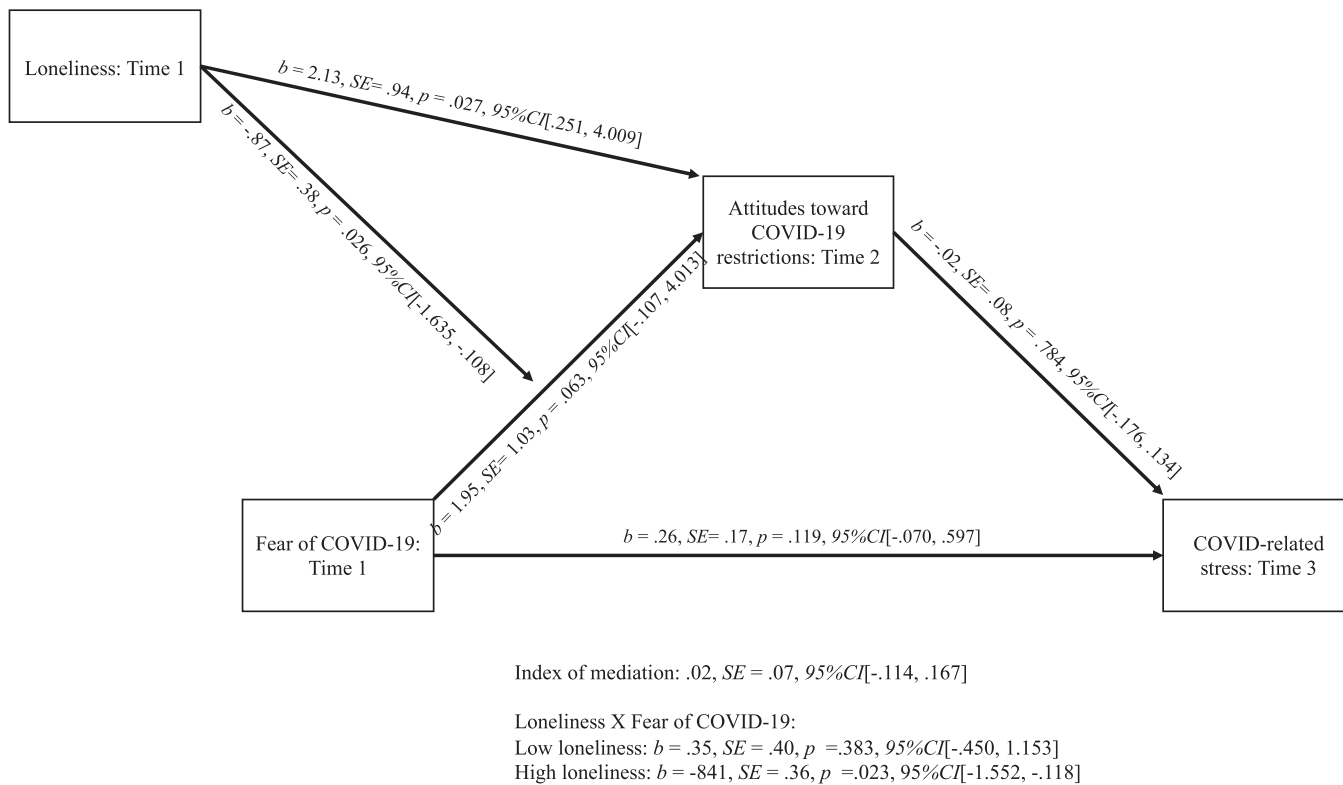 Loneliness: Time 1
b = 2.13, SE= .94, p = .027, 95%CI[.251, 4.009]
b = -.87, SE= .38, p = .026, 95%CI[-1.635, -.108]
Attitudes toward
COVID-19
restrictions: Time 2
b = 1.95, SE= 1.03, p = .063, 95%CI[-.107, 4.013]
b = -.02, SE= .08, p = .784, 95%CI[-.176, .134]
Fear of COVID-19:
Time 1
b = .26, SE= .17, p = .119, 95%CI[-.070, .597]
COVID-related
stress: Time 3
Index of mediation: .02, SE = .07, 95%CI[-.114, .167]
Loneliness X Fear of COVID-19:
Low loneliness: b = .35, SE = .40, p =.383, 95%CI[-.450, 1.153]
High loneliness: b = -841, SE = .36, p =.023, 95%CI[-1.552, -.118]